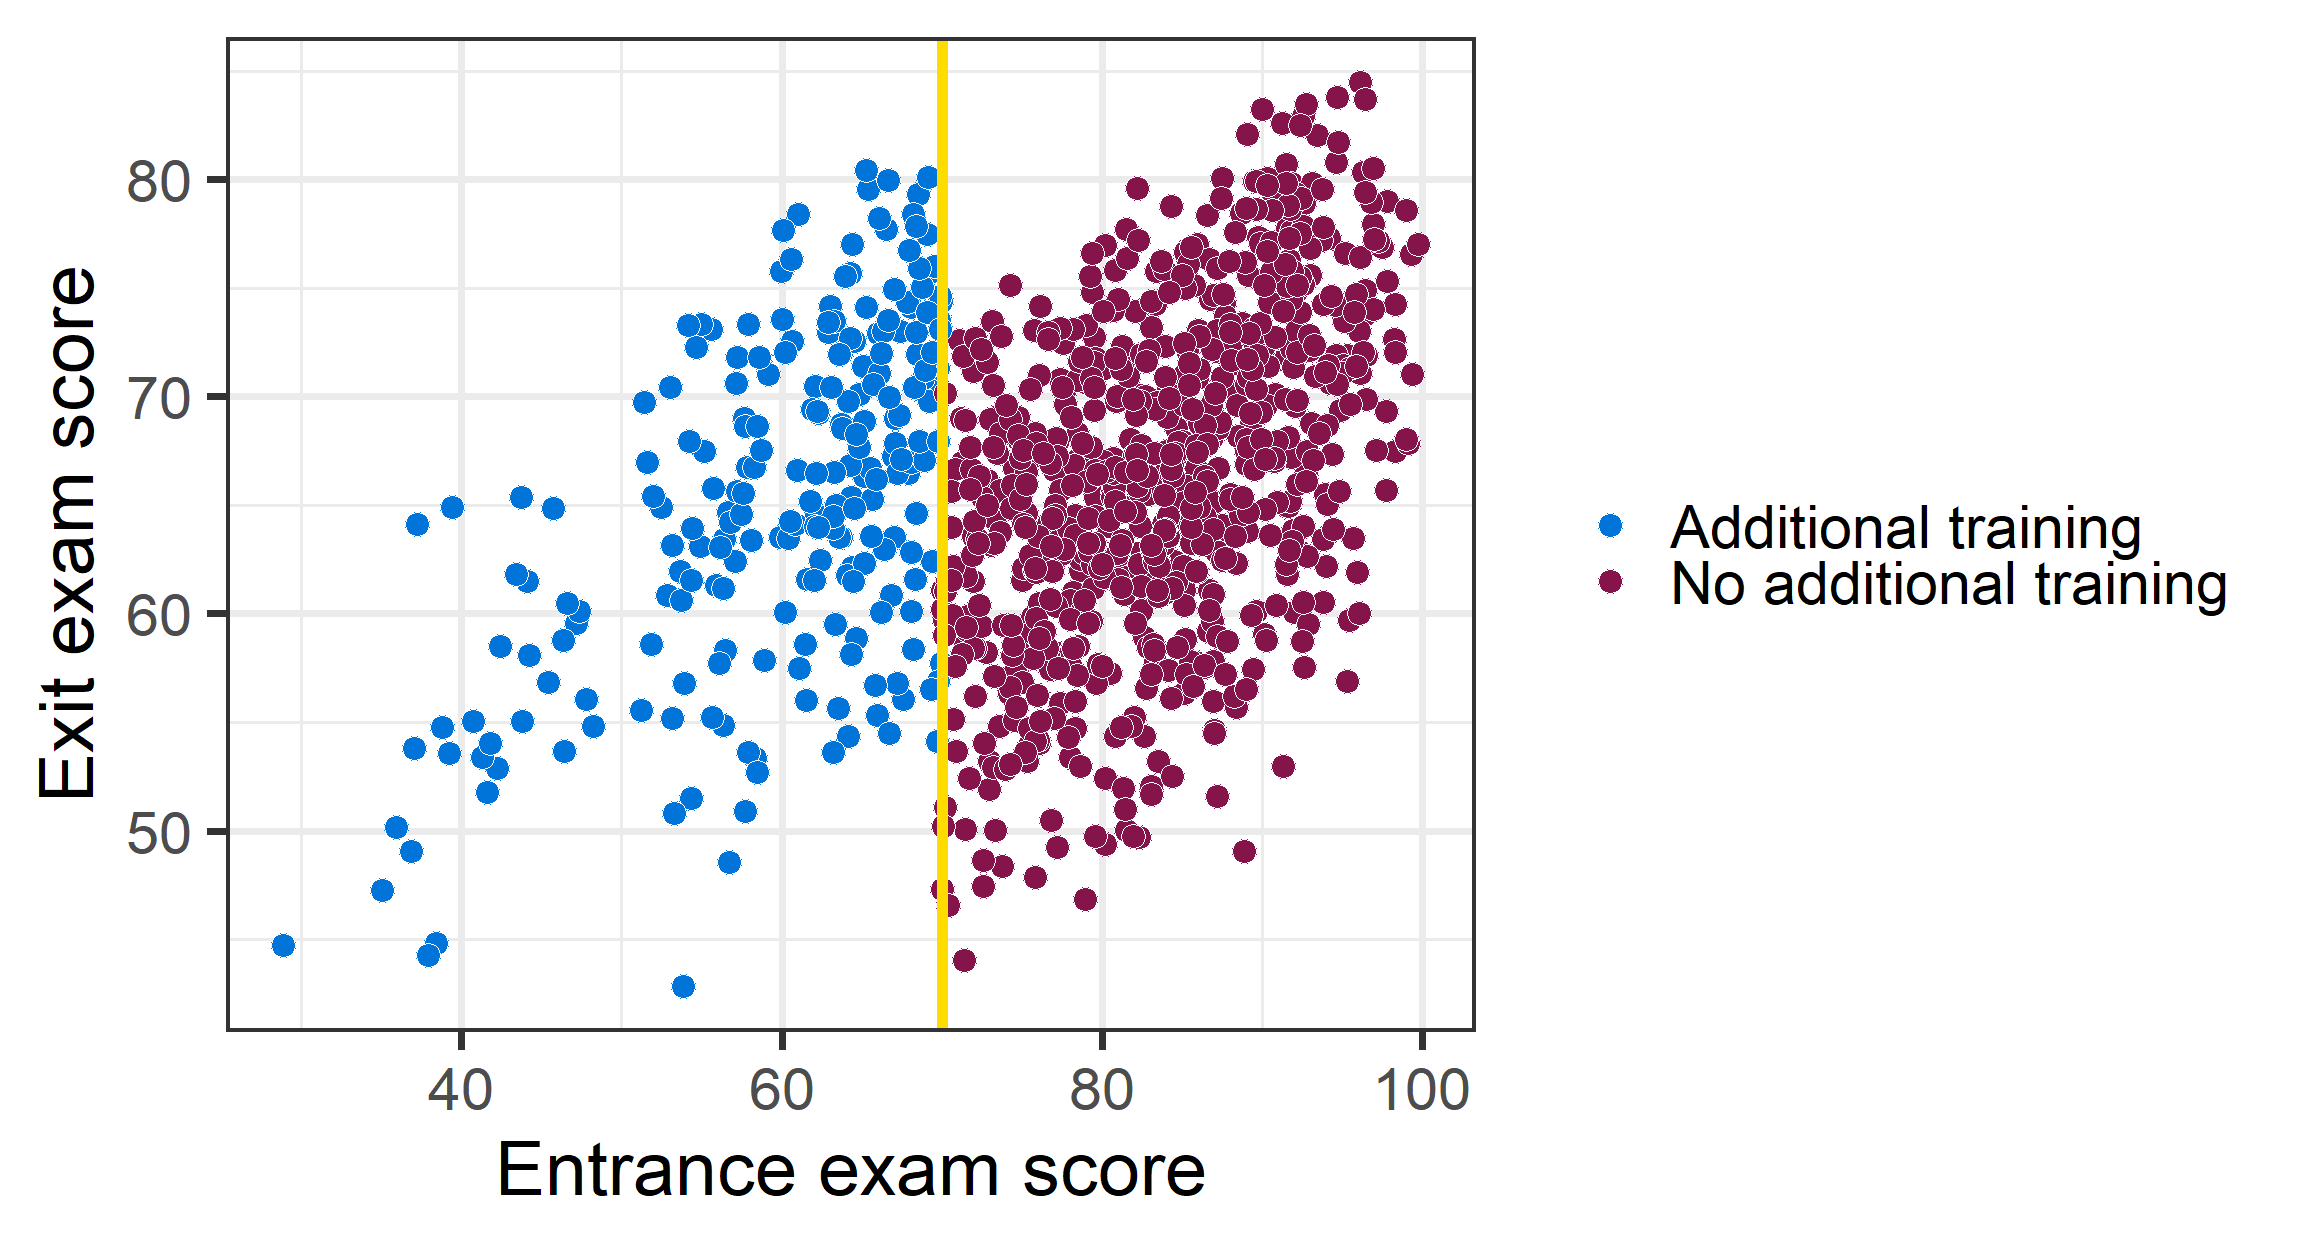 Exit exam score
80
70
60
50
40 60 80 100
Entrance exam score
Additional training
No additional training